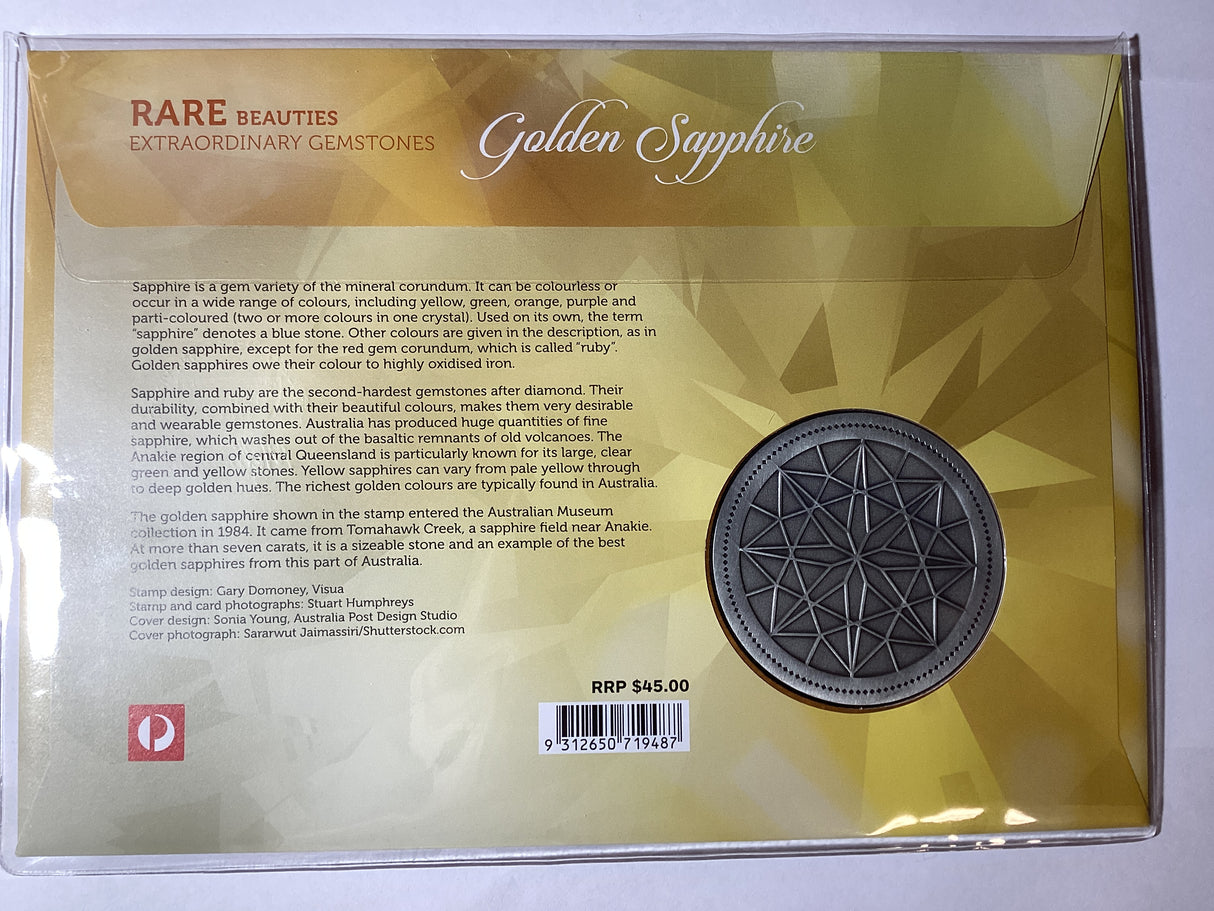 RARE BEAUTIES
EXTRAORDINARY GEMSTONES
Golden Sapphire
Sapphire is a gem variety of the mineral corundum. It can be colourless or
occur in a wide range of colours, including yellow, green, orange, purple and
parti-coloured (two or more colours in one crystal). Used on its own, the term
“sapphire” denotes a blue stone. Other colours are given in the description, as in
golden sapphire, except for the red gem corundum, which is called “ruby”.
Golden sapphires owe their colour to highly oxidised iron.
Sapphire and ruby are the second-hardest gemstones after diamond. Their
durability, combined with their beautiful colours, makes them very desirable
and wearable gemstones. Australia has produced huge quantities of fine
sapphire, which washes out of the basaltic remnants of old volcanoes. The
Anakie region of central Queensland is particularly known for its large, clear
green and yellow stones. Yellow sapphires can vary from pale yellow through
to deep golden hues. The richest golden colours are typically found in Australia.
The golden sapphire shown in the stamp entered the Australian Museum
collection in 1984. It came from Tomahawk Creek, a sapphire field near Anakie.
At more than seven carats, it is a sizeable stone and an example of the best
golden sapphires from this part of Australia.
Stamp design: Gary Domoney, Visua
Stamp and card photographs: Stuart Humphreys
Cover design: Sonia Young, Australia Post Design Studio
Cover photograph: Sararwut Jaimassiri/Shutterstock.com
RRP $45.00
9 312650 719487